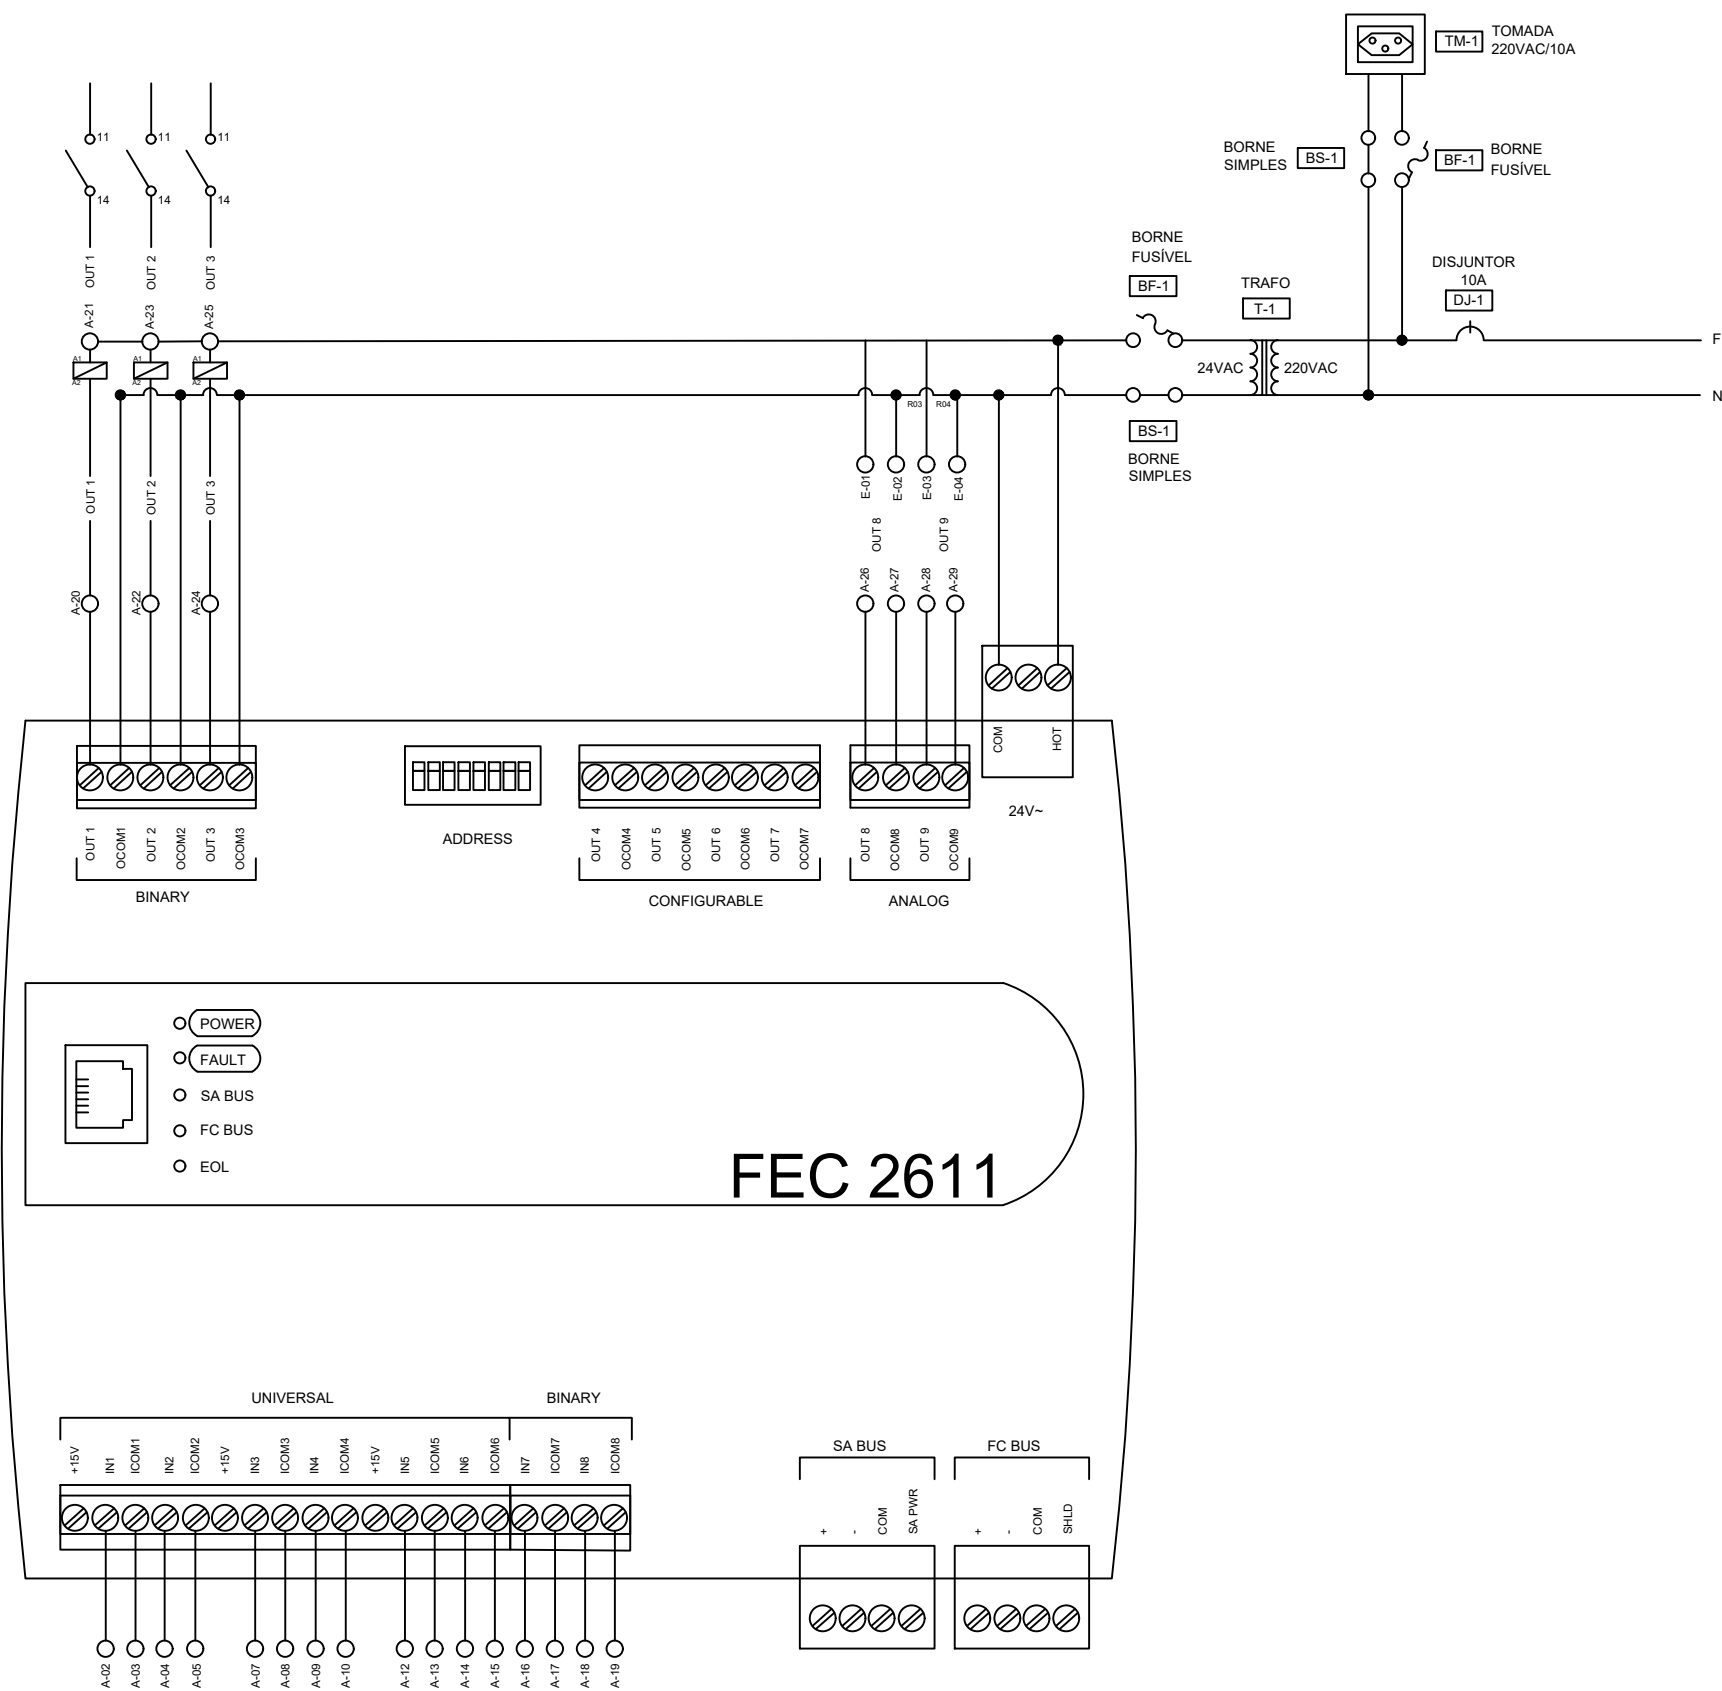 TOMADA
220VAC/10A
TM-1
11
11
11
14
14
14
BORNE
SIMPLES
BS-1
BF-1
BORNE
FUSÍVEL
OUT 1
OUT 2
OUT 3
A-21
A-23
A-25
BORNE
FUSÍVEL
BF-1
TRAFO
T-1
DISJUNTOR
10A
DJ-1
F
A1
A1
A1
A2
A2
A2
24VAC
220VAC
N
R03
R04
BS-1
BORNE
SIMPLES
OUT 1
OUT 2
OUT 3
E-01
E-02
E-03
E-04
OUT 8
OUT 9
A-20
A-22
A-24
A-26
A-27
A-28
A-29
COM
HOT
24V~
OUT 1
OCOM1
OUT 2
OCOM2
OUT 3
OCOM3
BINARY
ADDRESS
OUT 4
OCOM4
OUT 5
OCOM5
OUT 6
OCOM6
OUT 7
OCOM7
CONFIGURABLE
OUT 8
OCOM8
OUT 9
OCOM9
ANALOG
POWER
FAULT
SA BUS
FC BUS
EOL
FEC 2611
UNIVERSAL
BINARY
+15V
IN1
ICOM1
IN2
ICOM2
+15V
IN3
ICOM3
IN4
ICOM4
+15V
IN5
ICOM5
IN6
ICOM6
IN7
ICOM7
IN8
ICOM8
SA BUS
+
-
COM
SA PWR
FC BUS
+
-
COM
SHLD
A-02
A-03
A-04
A-05
A-07
A-08
A-09
A-10
A-12
A-13
A-14
A-15
A-16
A-17
A-18
A-19